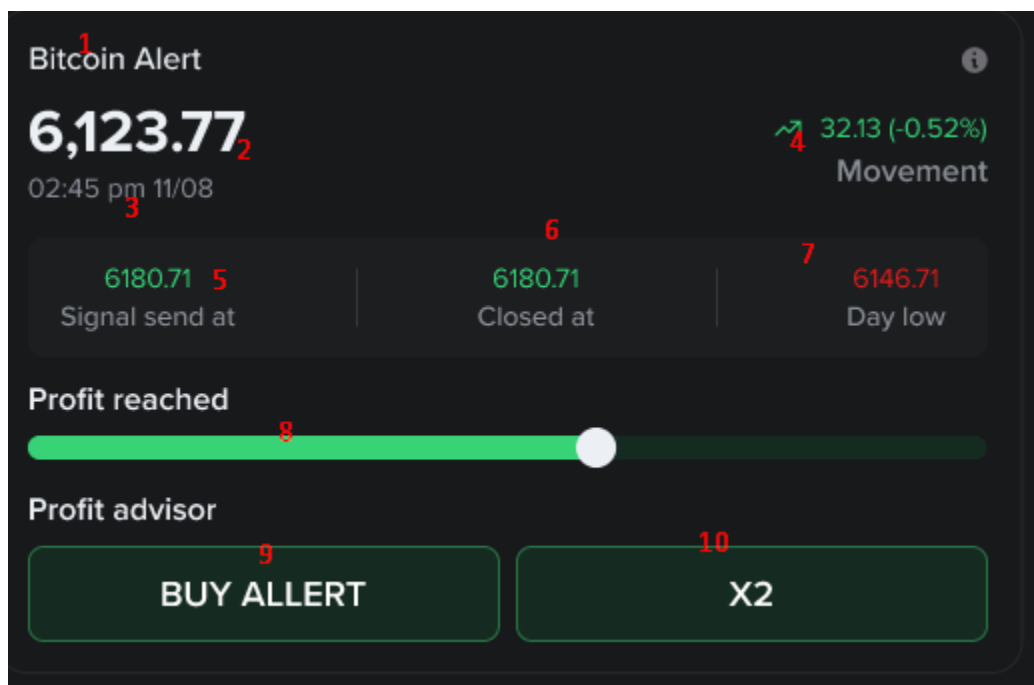 1
Bitcoin Alert
6,123.77 2
4 32.13 (-0.52%)
Movement
02:45 pm 11/08
3
6
7
6180.71 5
Signal send at
6180.71
Closed at
6146.71
Day low
Profit reached
8
Profit advisor
9
BUY ALLERT
10
X2